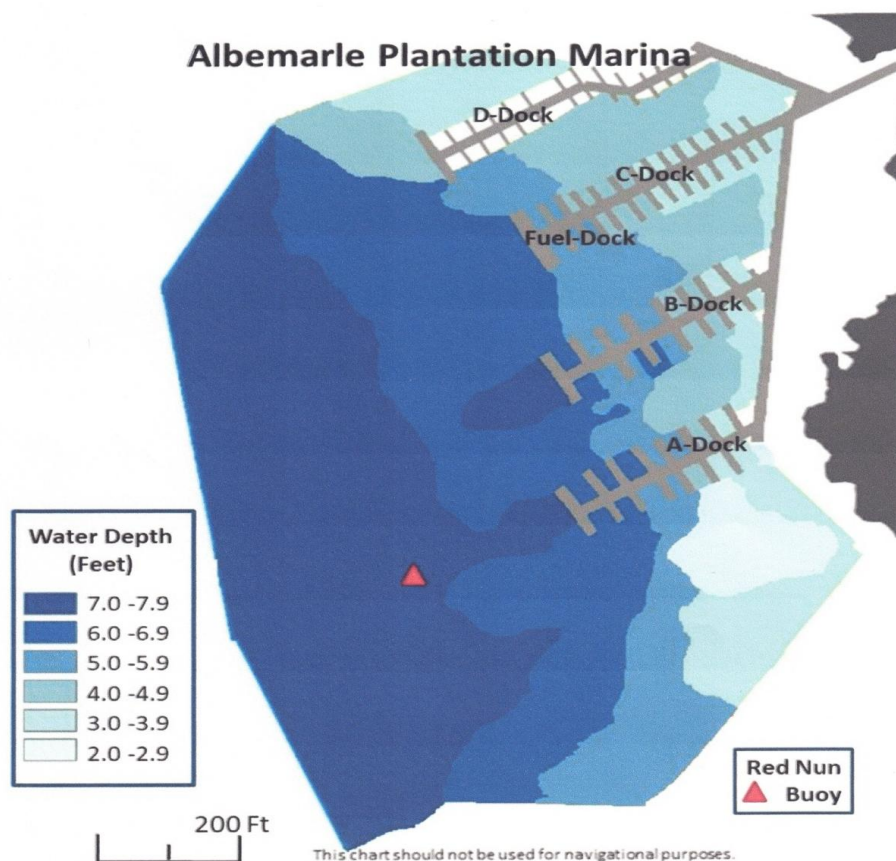 Albemarle Plantation Marina
D-Dock
C-Dock
Fuel-Dock
B-Dock
A-Dock
Water Depth
(Feet)
7.0 -7.9
6.0 -6.9
5.0 -5.9
4.0 -4.9
3.0 -3.9
2.0 -2.9
Red Nun
Buoy
200 Ft
This chart should not be used for navigational purposes.